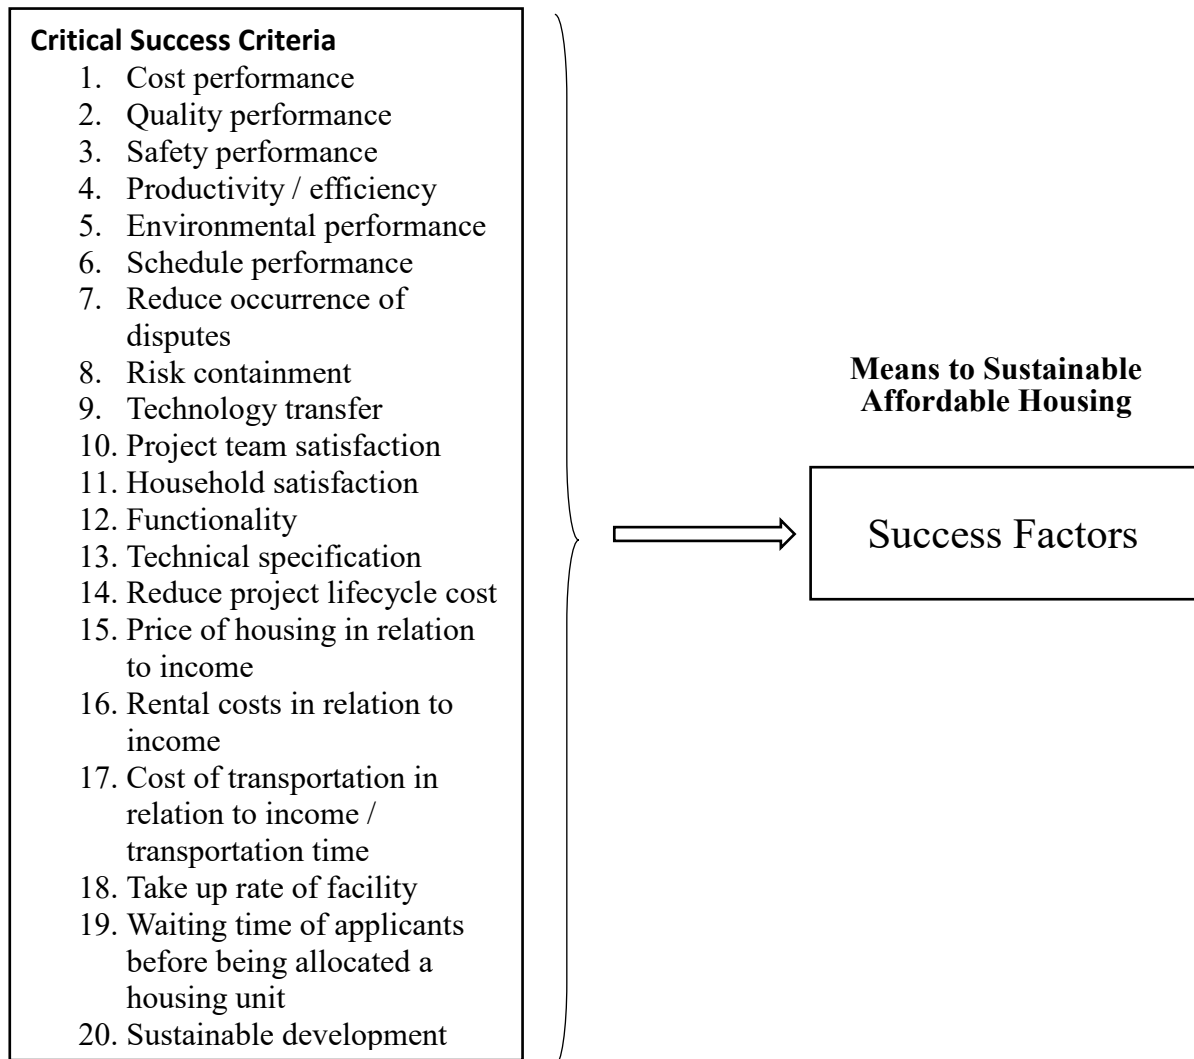 Critical Success Criteria
1. Cost performance
2. Quality performance
3. Safety performance
4. Productivity / efficiency
5. Environmental performance
6. Schedule performance
7. Reduce occurrence of
disputes
8. Risk containment
9. Technology transfer
10. Project team satisfaction
11. Household satisfaction
12. Functionality
13. Technical specification
14. Reduce project lifecycle cost
15. Price of housing in relation
to income
16. Rental costs in relation to
income
17. Cost of transportation in
relation to income /
transportation time
18. Take up rate of facility
19. Waiting time of applicants
before being allocated a
housing unit
20. Sustainable development
Means to Sustainable
Affordable Housing
Success Factors